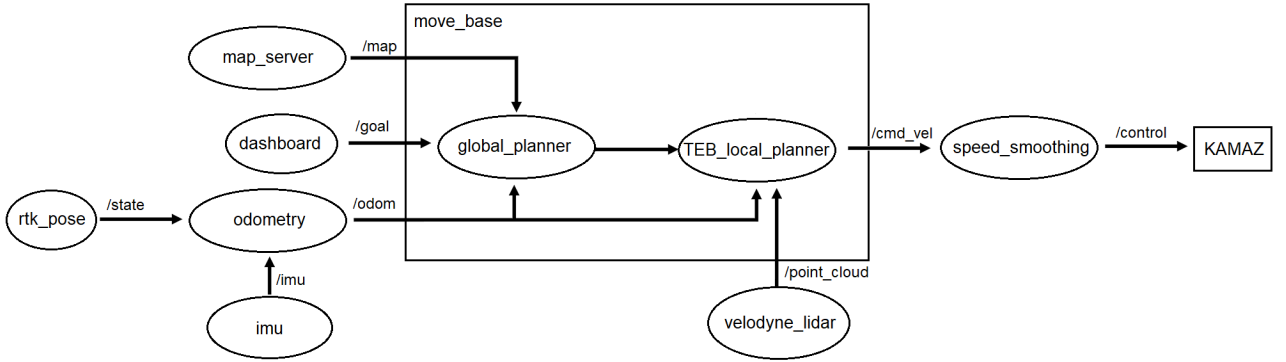 move_base
map_server
/map
dashboard
/goal
global_planner
TEB_local_planner
/cmd_vel
speed_smoothing
/control
KAMAZ
rtk_pose
/state
odometry
/odom
/imu
imu
/point_cloud
velodyne_lidar